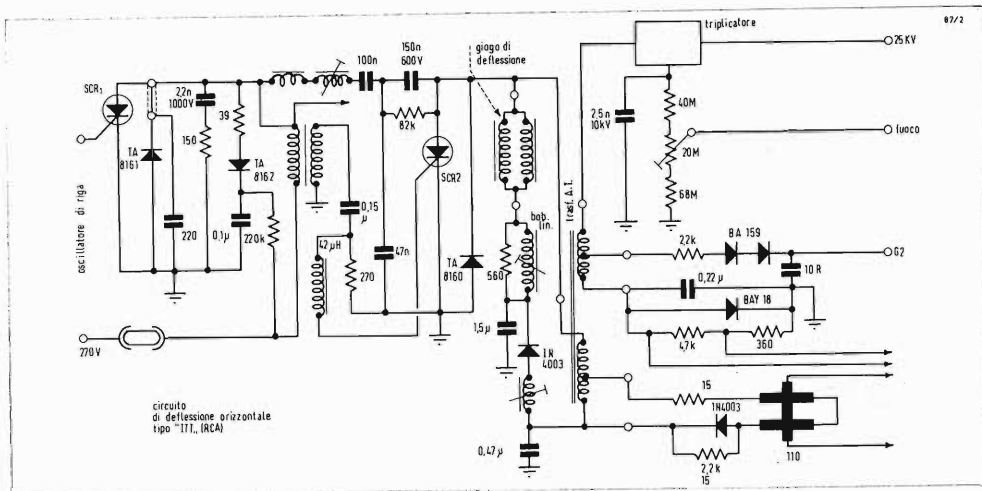 87/2
triplicatore
25KV
SCR1
2,2n
1000V
39
150
TA
8161
TA
8162
220
0,1µ
220k
oscillatore di riga
270V
100n
150n
600V
82k
SCR2
0,15
µ
42µH
270
47n
TA
8160
giogo di
deflessione
bob.
lin.
560
1,5µ
1N
4003
0,47µ
trasf. A.T.
2,5n
10kV
40M
20M
68M
fuoco
2,2k
BA 159
G2
10 R
0,22 µ
BAY 18
4,7k
360
15
1N4003
2,2k
15
110
circuito
di deflessione orizzontale
tipo "ITT„ (RCA)